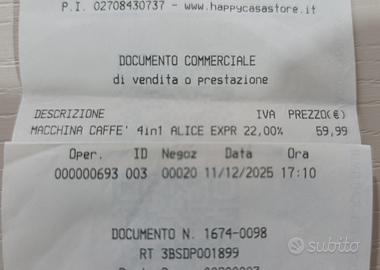 P.I. 02708430737 - www.happycasastore.it
DOCUMENTO COMMERCIALE
di vendita o prestazione
DESCRIZIONE IVA PREZZO(€)
MACCHINA CAFFE' 4in1 ALICE EXPR 22,00% 59,99
Oper. ID Negoz Data Ora
000000693 003 00020 11/12/2025 17:10
DOCUMENTO N. 1674-0098
RT 3BSDP001899
subito